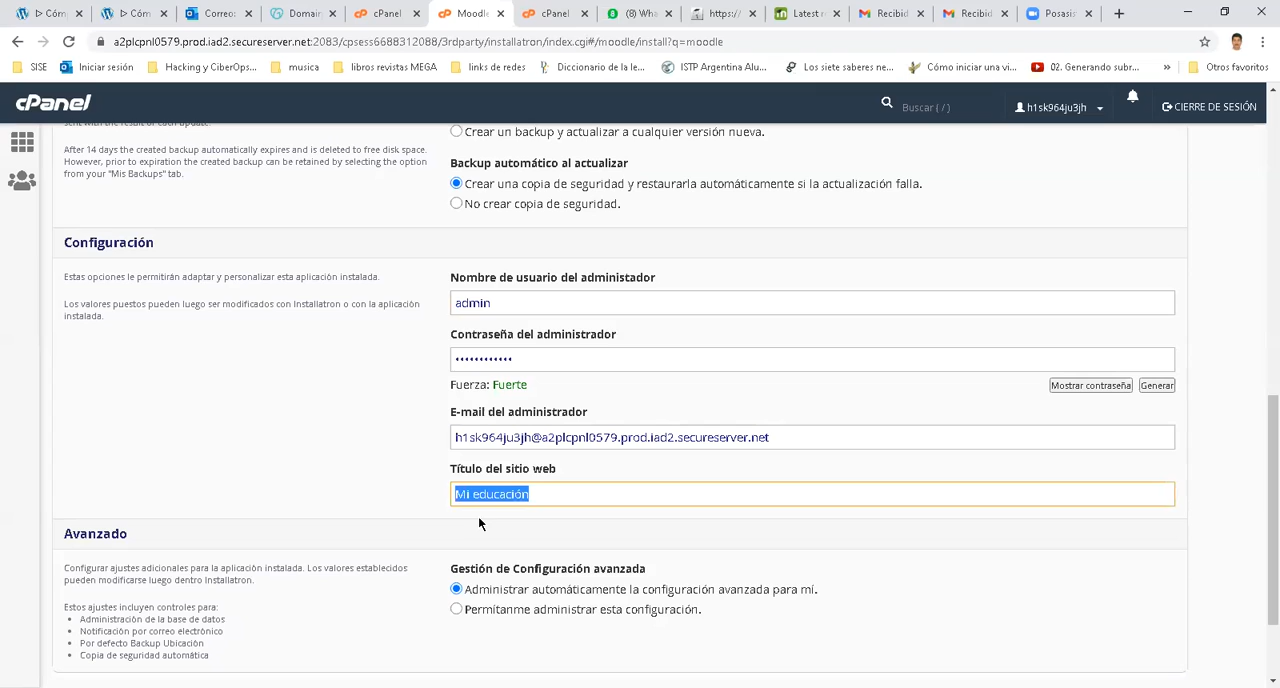 Cóm
Cóm
Correo:
Domain
cPanel
Moodle
cPanel
(8) Wha
https:/
Latest r
Recibid
Recibid
Posasis
a2plcpnl0579.prod.iad2.secureserver.net:2083/cpsess6688312088/3rdparty/installatron/index.cgi#/moodle/install?q=moodle
SISE
Iniciar sesión
Hacking y CiberOps...
musica
libros revistas MEGA
links de redes
Diccionario de la le...
ISTP Argentina Alu...
Los siete saberes ne...
Cómo iniciar una vi...
02. Generando subr...
»
Otros favoritos
cPanel
Buscar ( / )
h1sk964ju3jh
CIERRE DE SESIÓN
sent with the result of each update.
After 14 days the created backup automatically expires and is deleted to free disk space.
However, prior to expiration the created backup can be retained by selecting the option
from your "Mis Backups" tab.
Crear un backup y actualizar a cualquier versión nueva.
Backup automático al actualizar
Crear una copia de seguridad y restaurarla automáticamente si la actualización falla.
No crear copia de seguridad.
Configuración
Estas opciones le permitirán adaptar y personalizar esta aplicación instalada.
Los valores puestos pueden luego ser modificados con Installatron o con la aplicación
instalada.
Nombre de usuario del administador
admin
Contraseña del administrador
••••••••••••
Fuerza: Fuerte
Mostrar contraseña
Generar
E-mail del administrador
h1sk964ju3jh@a2plcpnl0579.prod.iad2.secureserver.net
Título del sitio web
Mi educación
Avanzado
Configurar ajustes adicionales para la aplicación instalada. Los valores establecidos
pueden modificarse luego dentro Installatron.
Estos ajustes incluyen controles para:
• Administración de la base de datos
• Notificación por correo electrónico
• Por defecto Backup Ubicación
• Copia de seguridad automática
Gestión de Configuración avanzada
Administrar automáticamente la configuración avanzada para mí.
Permítanme administrar esta configuración.